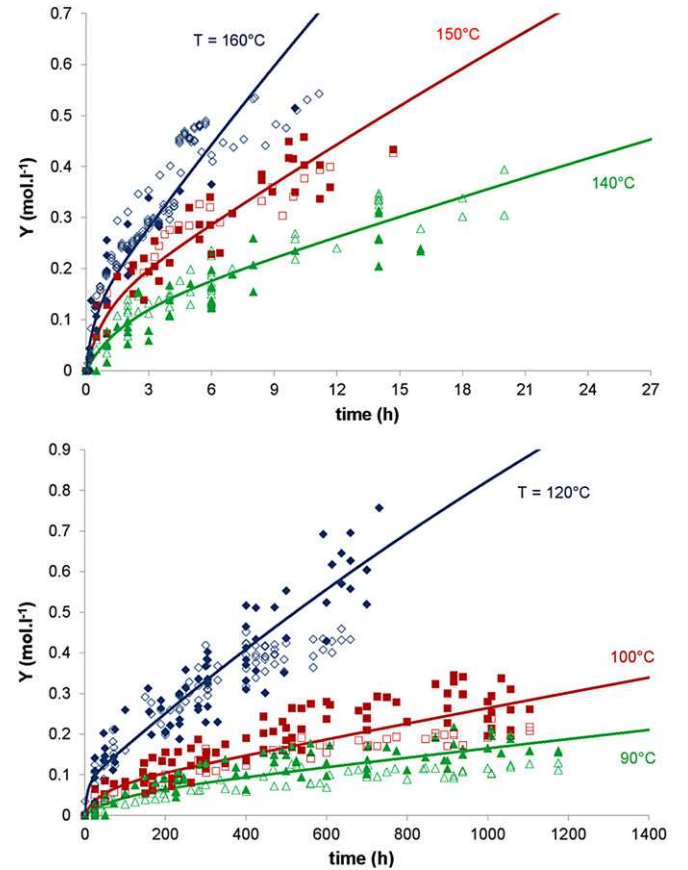 0.7
0.6
0.5
0.4
0.3
0.2
0.1
0
Y (mol.l⁻¹)
T = 160°C
150°C
140°C
0 3 6 9 12 15 18 21 24 27
time (h)
0.9
0.8
0.7
0.6
0.5
0.4
0.3
0.2
0.1
0
Y (mol.l⁻¹)
T = 120°C
100°C
90°C
0 200 400 600 800 1000 1200 1400
time (h)